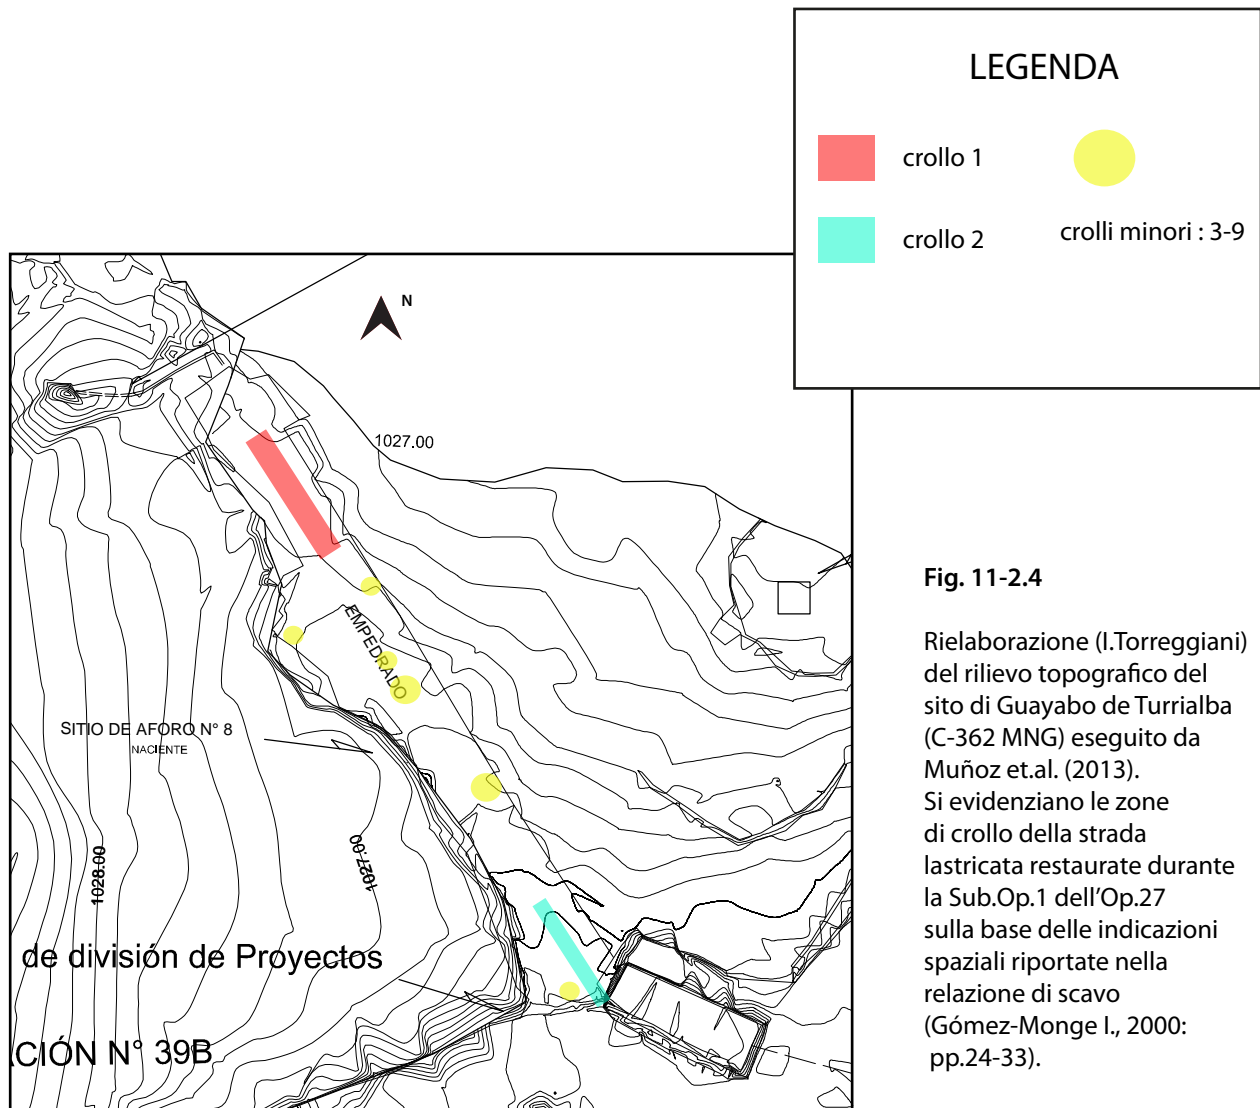 LEGENDA
crollo 1
crollo 2
crolli minori : 3-9
N
1027.00
EMPEDRADO
SITIO DE AFORO N° 8
NACIENTE
1027.00
1028.00
de división de Proyectos
ACIÓN N° 39B
Fig. 11-2.4
Rielaborazione (I.Torreggiani)
del rilievo topografico del
sito di Guayabo de Turrialba
(C-362 MNG) eseguito da
Muñoz et.al. (2013).
Si evidenziano le zone
di crollo della strada
lastricata restaurate durante
la Sub.Op.1 dell’Op.27
sulla base delle indicazioni
spaziali riportate nella
relazione di scavo
(Gómez-Monge I., 2000:
pp.24-33).